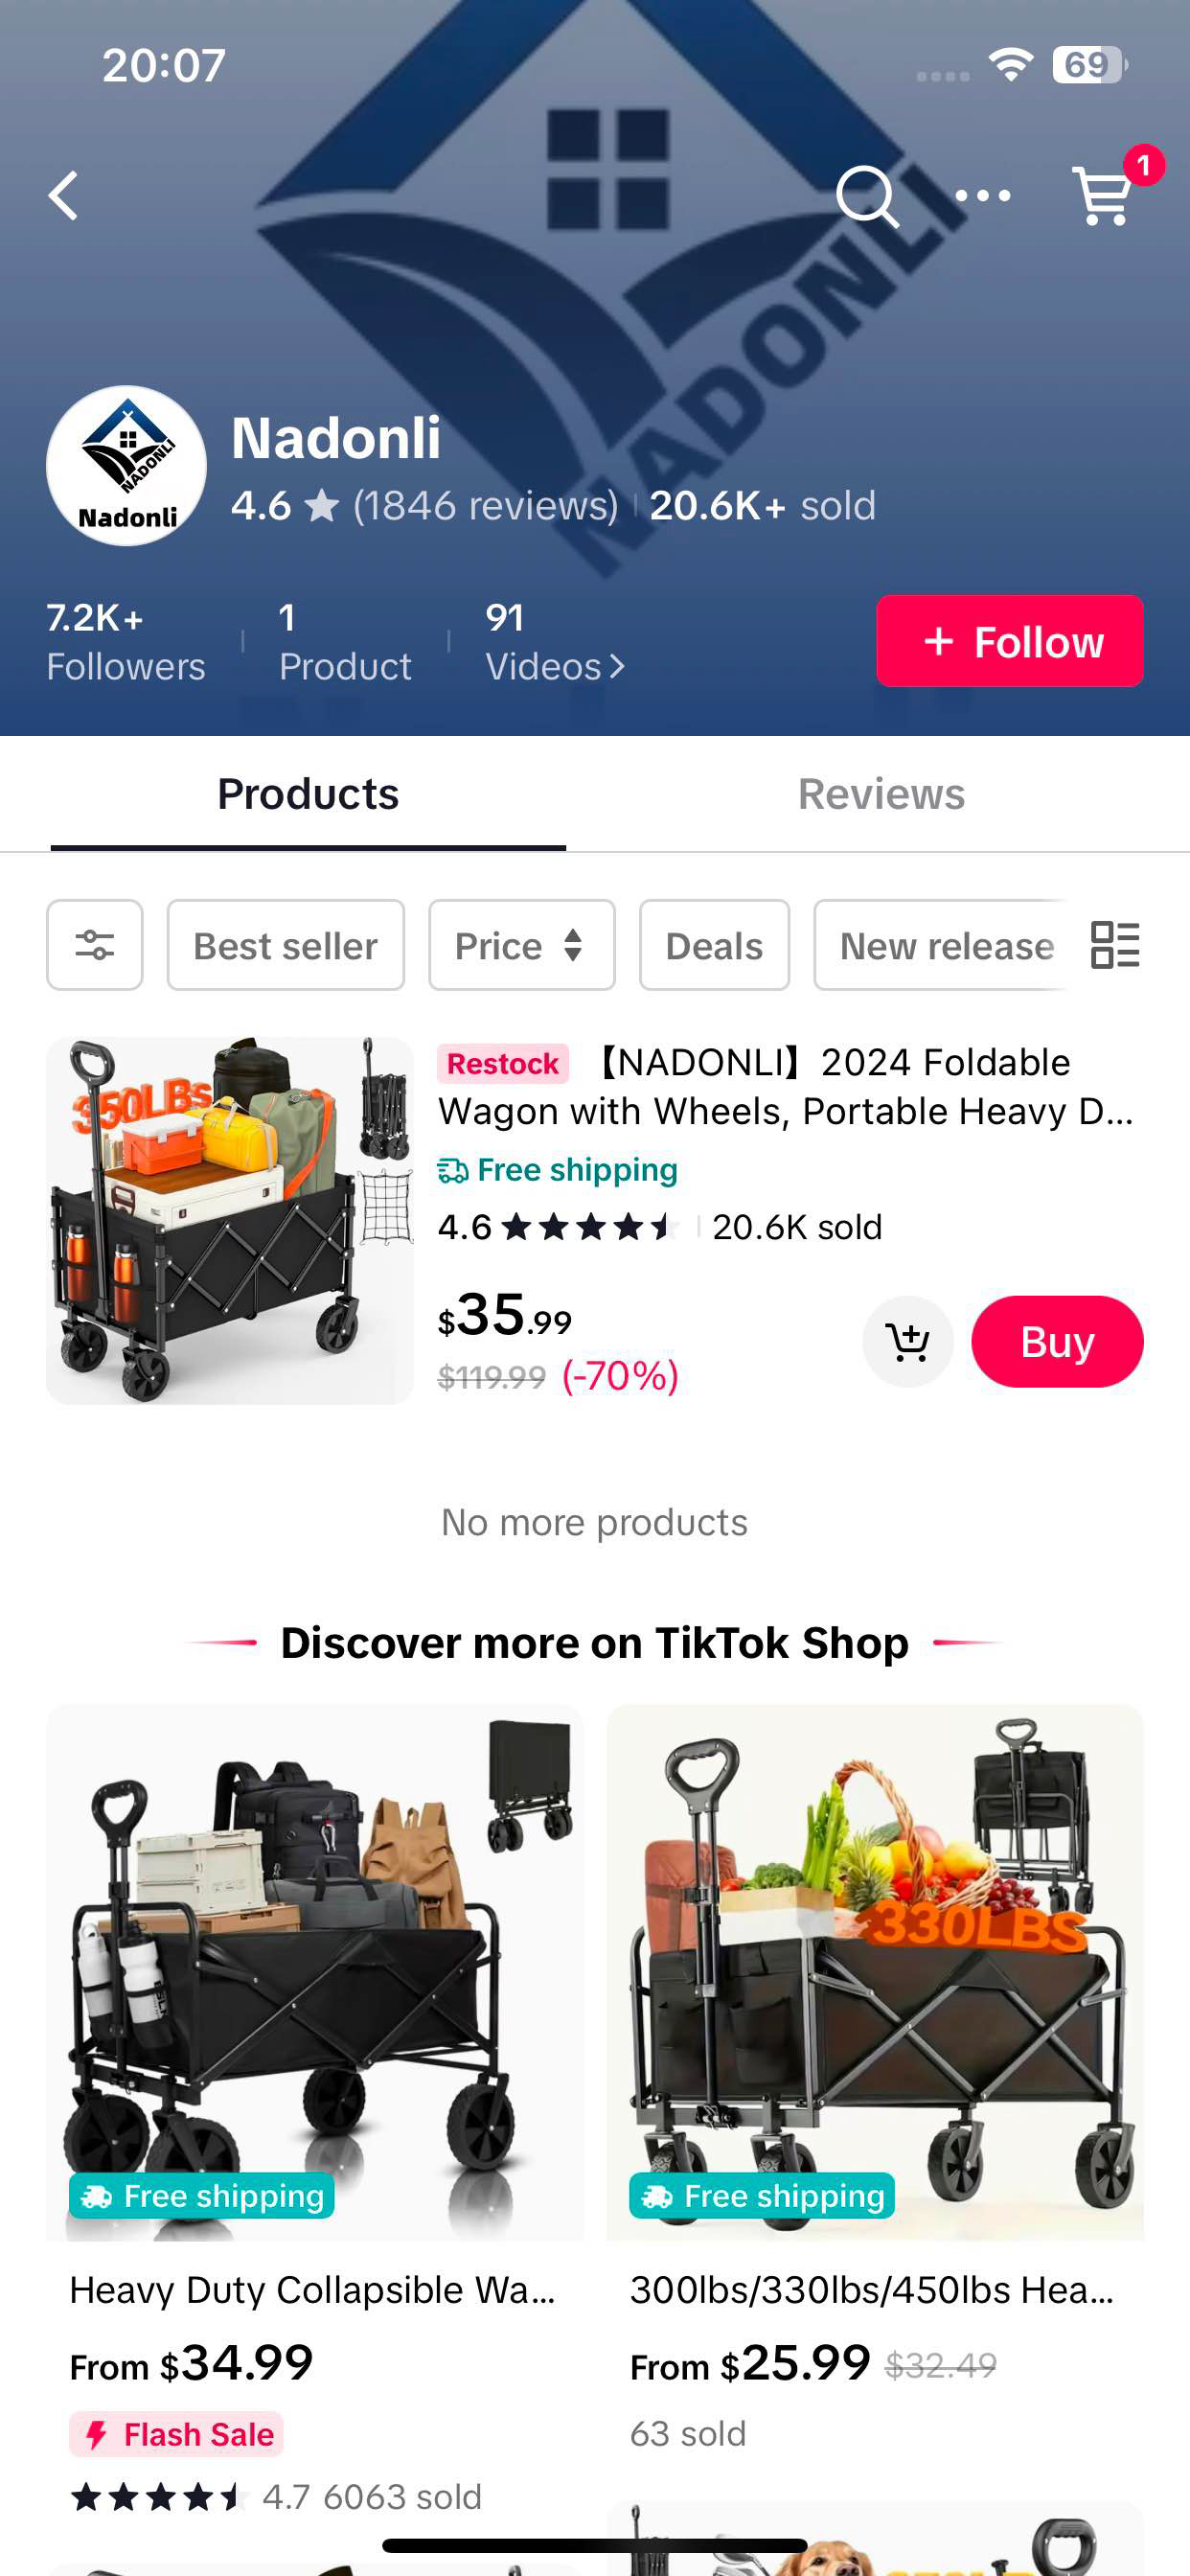 20:07
69
1
NADONLI
NADONLI
Nadonli
Nadonli
4.6 ★ (1846 reviews) | 20.6K+ sold
7.2K+
Followers
1
Product
91
Videos >
+ Follow
Products
Reviews
Best seller
Price
Deals
New release
350LBS
Restock 【NADONLI】2024 Foldable
Wagon with Wheels, Portable Heavy D...
Free shipping
4.6 ★★★★ | 20.6K sold
$35.99
$119.99 (-70%)
Buy
No more products
Discover more on TikTok Shop
Free shipping
Heavy Duty Collapsible Wa...
From $34.99
Flash Sale
4.7 6063 sold
330LBS
Free shipping
300lbs/330lbs/450lbs Hea...
From $25.99 $32.49
63 sold